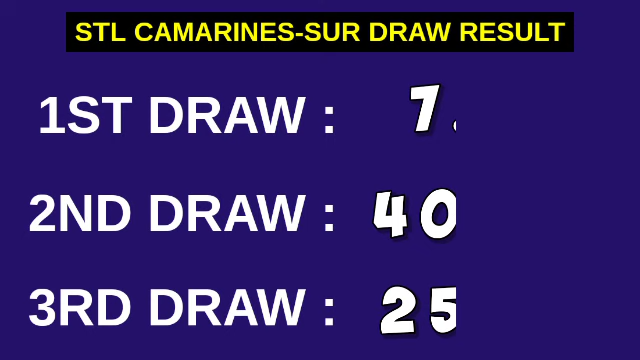 STL CAMARINES-SUR DRAW RESULT
1ST DRAW : 7
2ND DRAW : 40
3RD DRAW : 25